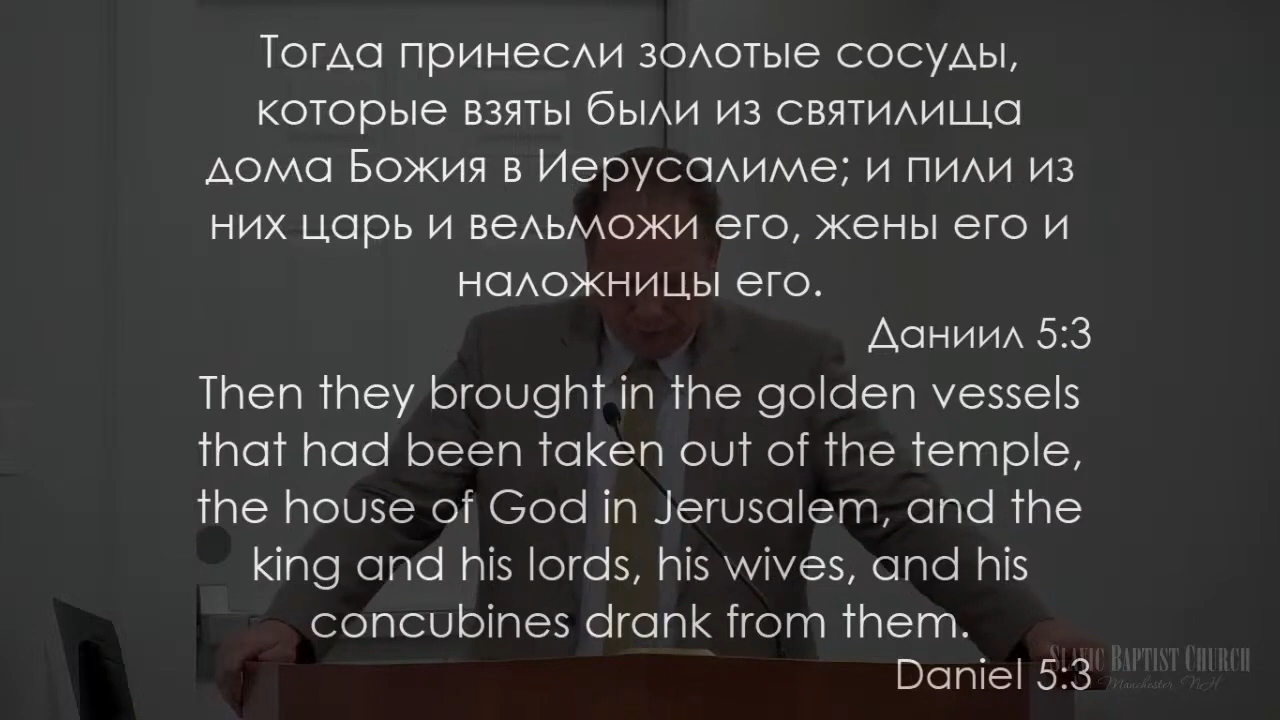 Тогда принесли золотые сосуды,
которые взяты были из святилища
дома Божия в Иерусалиме; и пили из
них царь и вельможи его, жены его и
наложницы его.
Даниил 5:3
Then they brought in the golden vessels
that had been taken out of the temple,
the house of God in Jerusalem, and the
king and his lords, his wives, and his
concubines drank from them.
Daniel 5:3
Slavic Baptist Church
Manchester NH